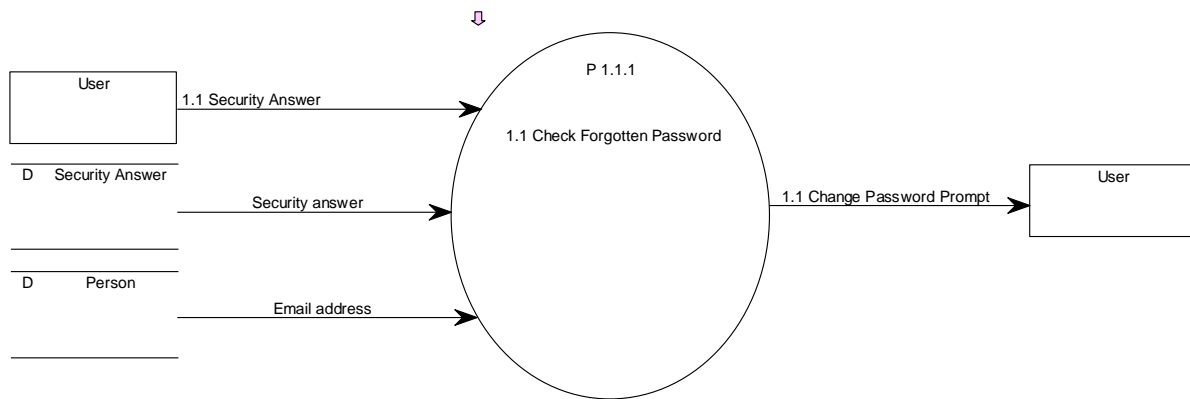 P 1.1.1
User
1.1 Security Answer
1.1 Check Forgotten Password
D Security Answer
Security answer
1.1 Change Password Prompt
User
D Person
Email address